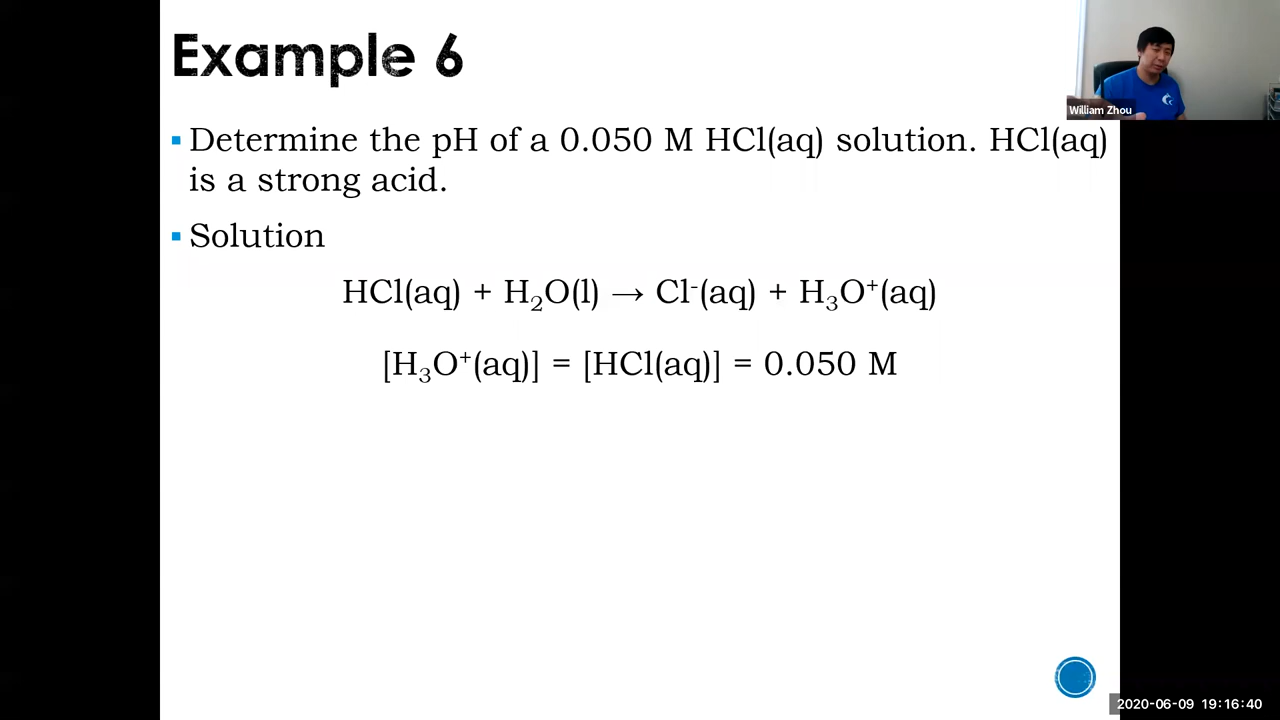 Example 6
William Zhou
▪ Determine the pH of a 0.050 M HCl(aq) solution. HCl(aq)
is a strong acid.
▪ Solution
HCl(aq) + H₂O(l) → Cl⁻(aq) + H₃O⁺(aq)
[H₃O⁺(aq)] = [HCl(aq)] = 0.050 M
2020-06-09 19:16:40